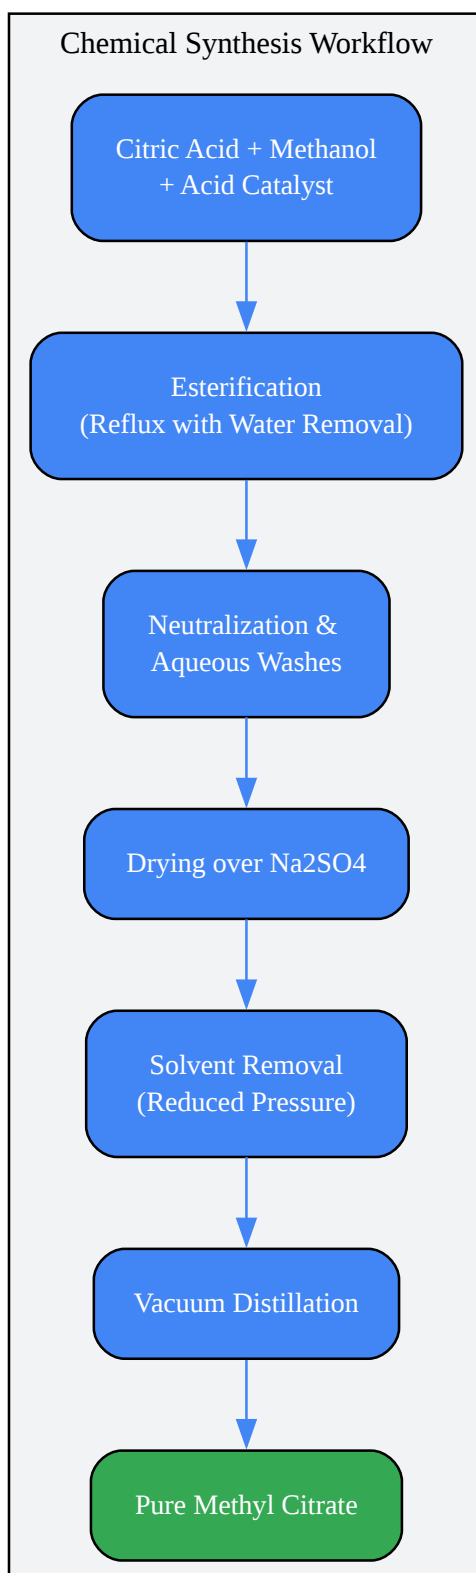 Chemical Synthesis Workflow
Citric Acid + Methanol
+ Acid Catalyst
Esterification
(Reflux with Water Removal)
Neutralization &
Aqueous Washes
Drying over Na2SO4
Solvent Removal
(Reduced Pressure)
Vacuum Distillation
Pure Methyl Citrate